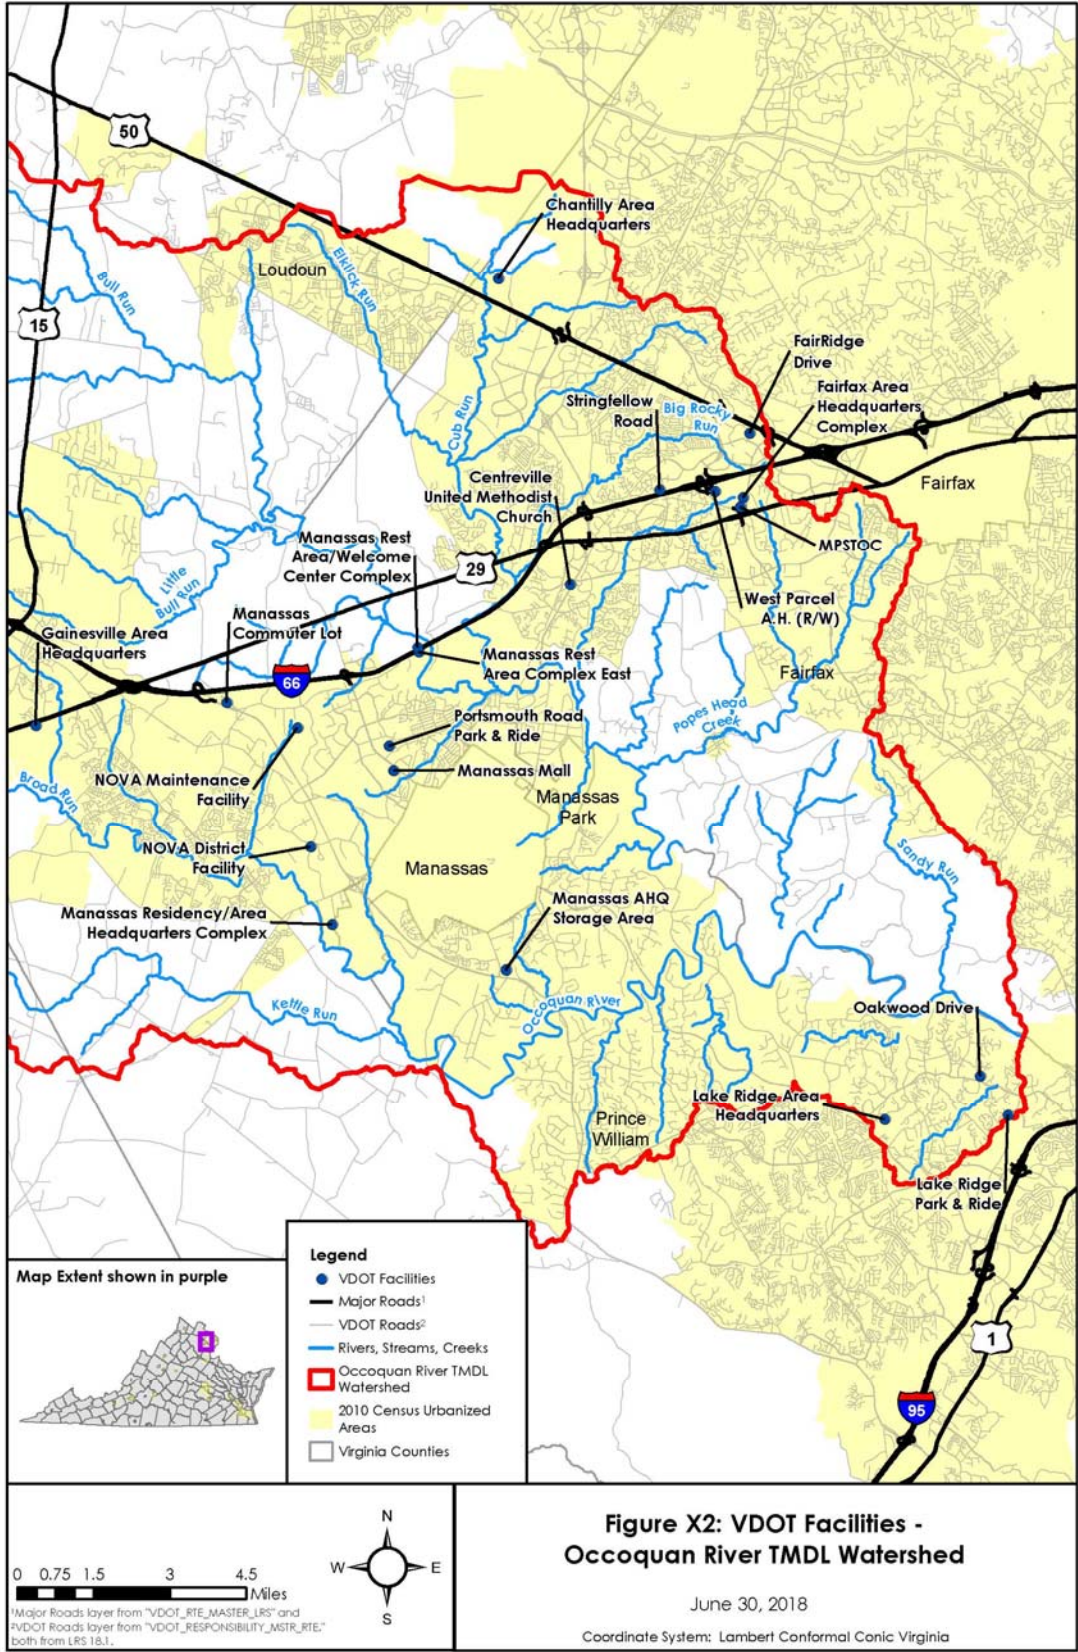 50
Chantilly Area
Headquarters
Loudoun
Elklick Run
Bull Run
15
FairRidge
Drive
Stringfellow
Road
Big Rocky
Run
Fairfax Area
Headquarters
Complex
Cub Run
Centreville
United Methodist
Church
Fairfax
Manassas Rest
Area/Welcome
Center Complex
29
MPSTOC
Little
Bull Run
West Parcel
A.H. (R/W)
Manassas
Commuter Lot
Gainesville Area
Headquarters
Manassas Rest
Area Complex East
Fairfax
66
Popes Head
Creek
Portsmouth Road
Park & Ride
Manassas Mall
NOVA Maintenance
Facility
Broad Run
Manassas
Park
NOVA District
Facility
Manassas
Sandy Run
Manassas AHQ
Storage Area
Manassas Residency/Area
Headquarters Complex
Kettle Run
Occoquan River
Oakwood Drive
Lake Ridge Area
Headquarters
Prince
William
Lake Ridge
Park & Ride
1
95
Map Extent shown in purple
Legend
VDOT Facilities
Major Roads¹
VDOT Roads²
Rivers, Streams, Creeks
Occoquan River TMDL
Watershed
2010 Census Urbanized
Areas
Virginia Counties
0 0.75 1.5 3 4.5
Miles
N
W E
S
¹Major Roads layer from "VDOT_RTE_MASTER_LRS" and
²VDOT Roads layer from "VDOT_RESPONSIBILITY_MSTR_RTE,"
both from LRS 18.1.
Figure X2: VDOT Facilities -
Occoquan River TMDL Watershed
June 30, 2018
Coordinate System: Lambert Conformal Conic Virginia